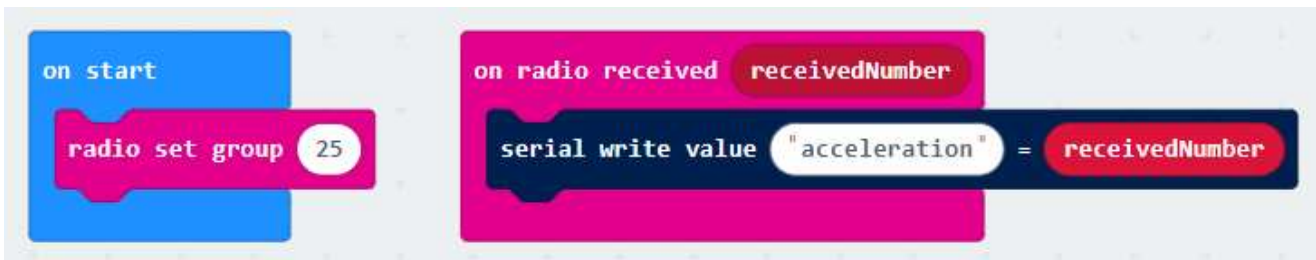 on start
radio set group 25
on radio received receivedNumber
serial write value "acceleration" = receivedNumber